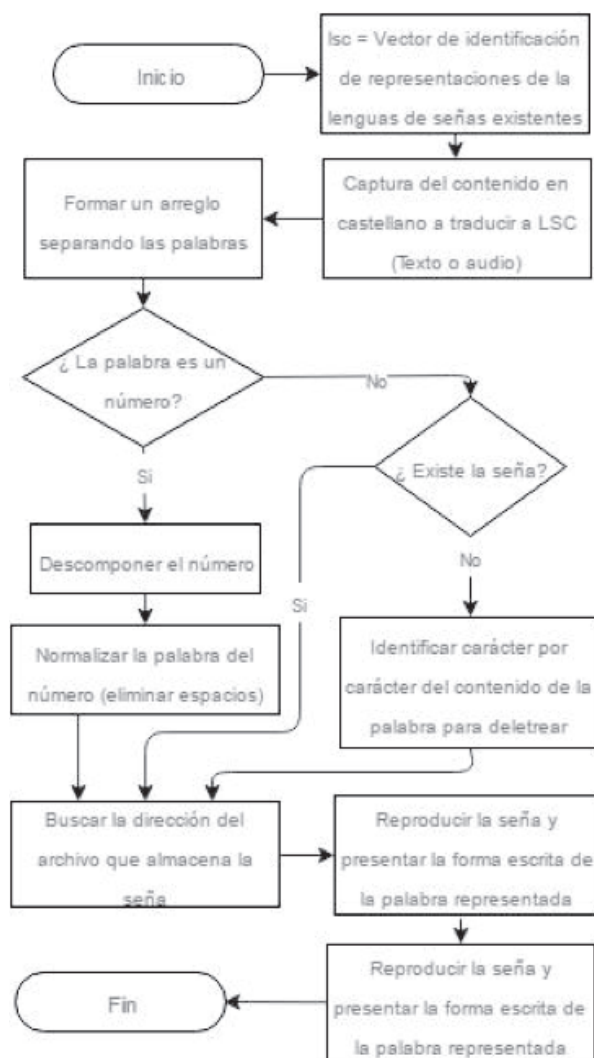 Inicio
lsc = Vector de identificación
de representaciones de la
lenguas de señas existentes
Captura del contenido en
castellano a traducir a LSC
(Texto o audio)
Formar un arreglo
separando las palabras
¿ La palabra es un
número?
No
Si
¿ Existe la seña?
No
Si
Descomponer el número
Normalizar la palabra del
número (eliminar espacios)
Identificar carácter por
carácter del contenido de la
palabra para deletrear
Buscar la dirección del
archivo que almacena la
seña
Reproducir la seña y
presentar la forma escrita de
la palabra representada
Reproducir la seña y
presentar la forma escrita de
la palabra representada
Fin